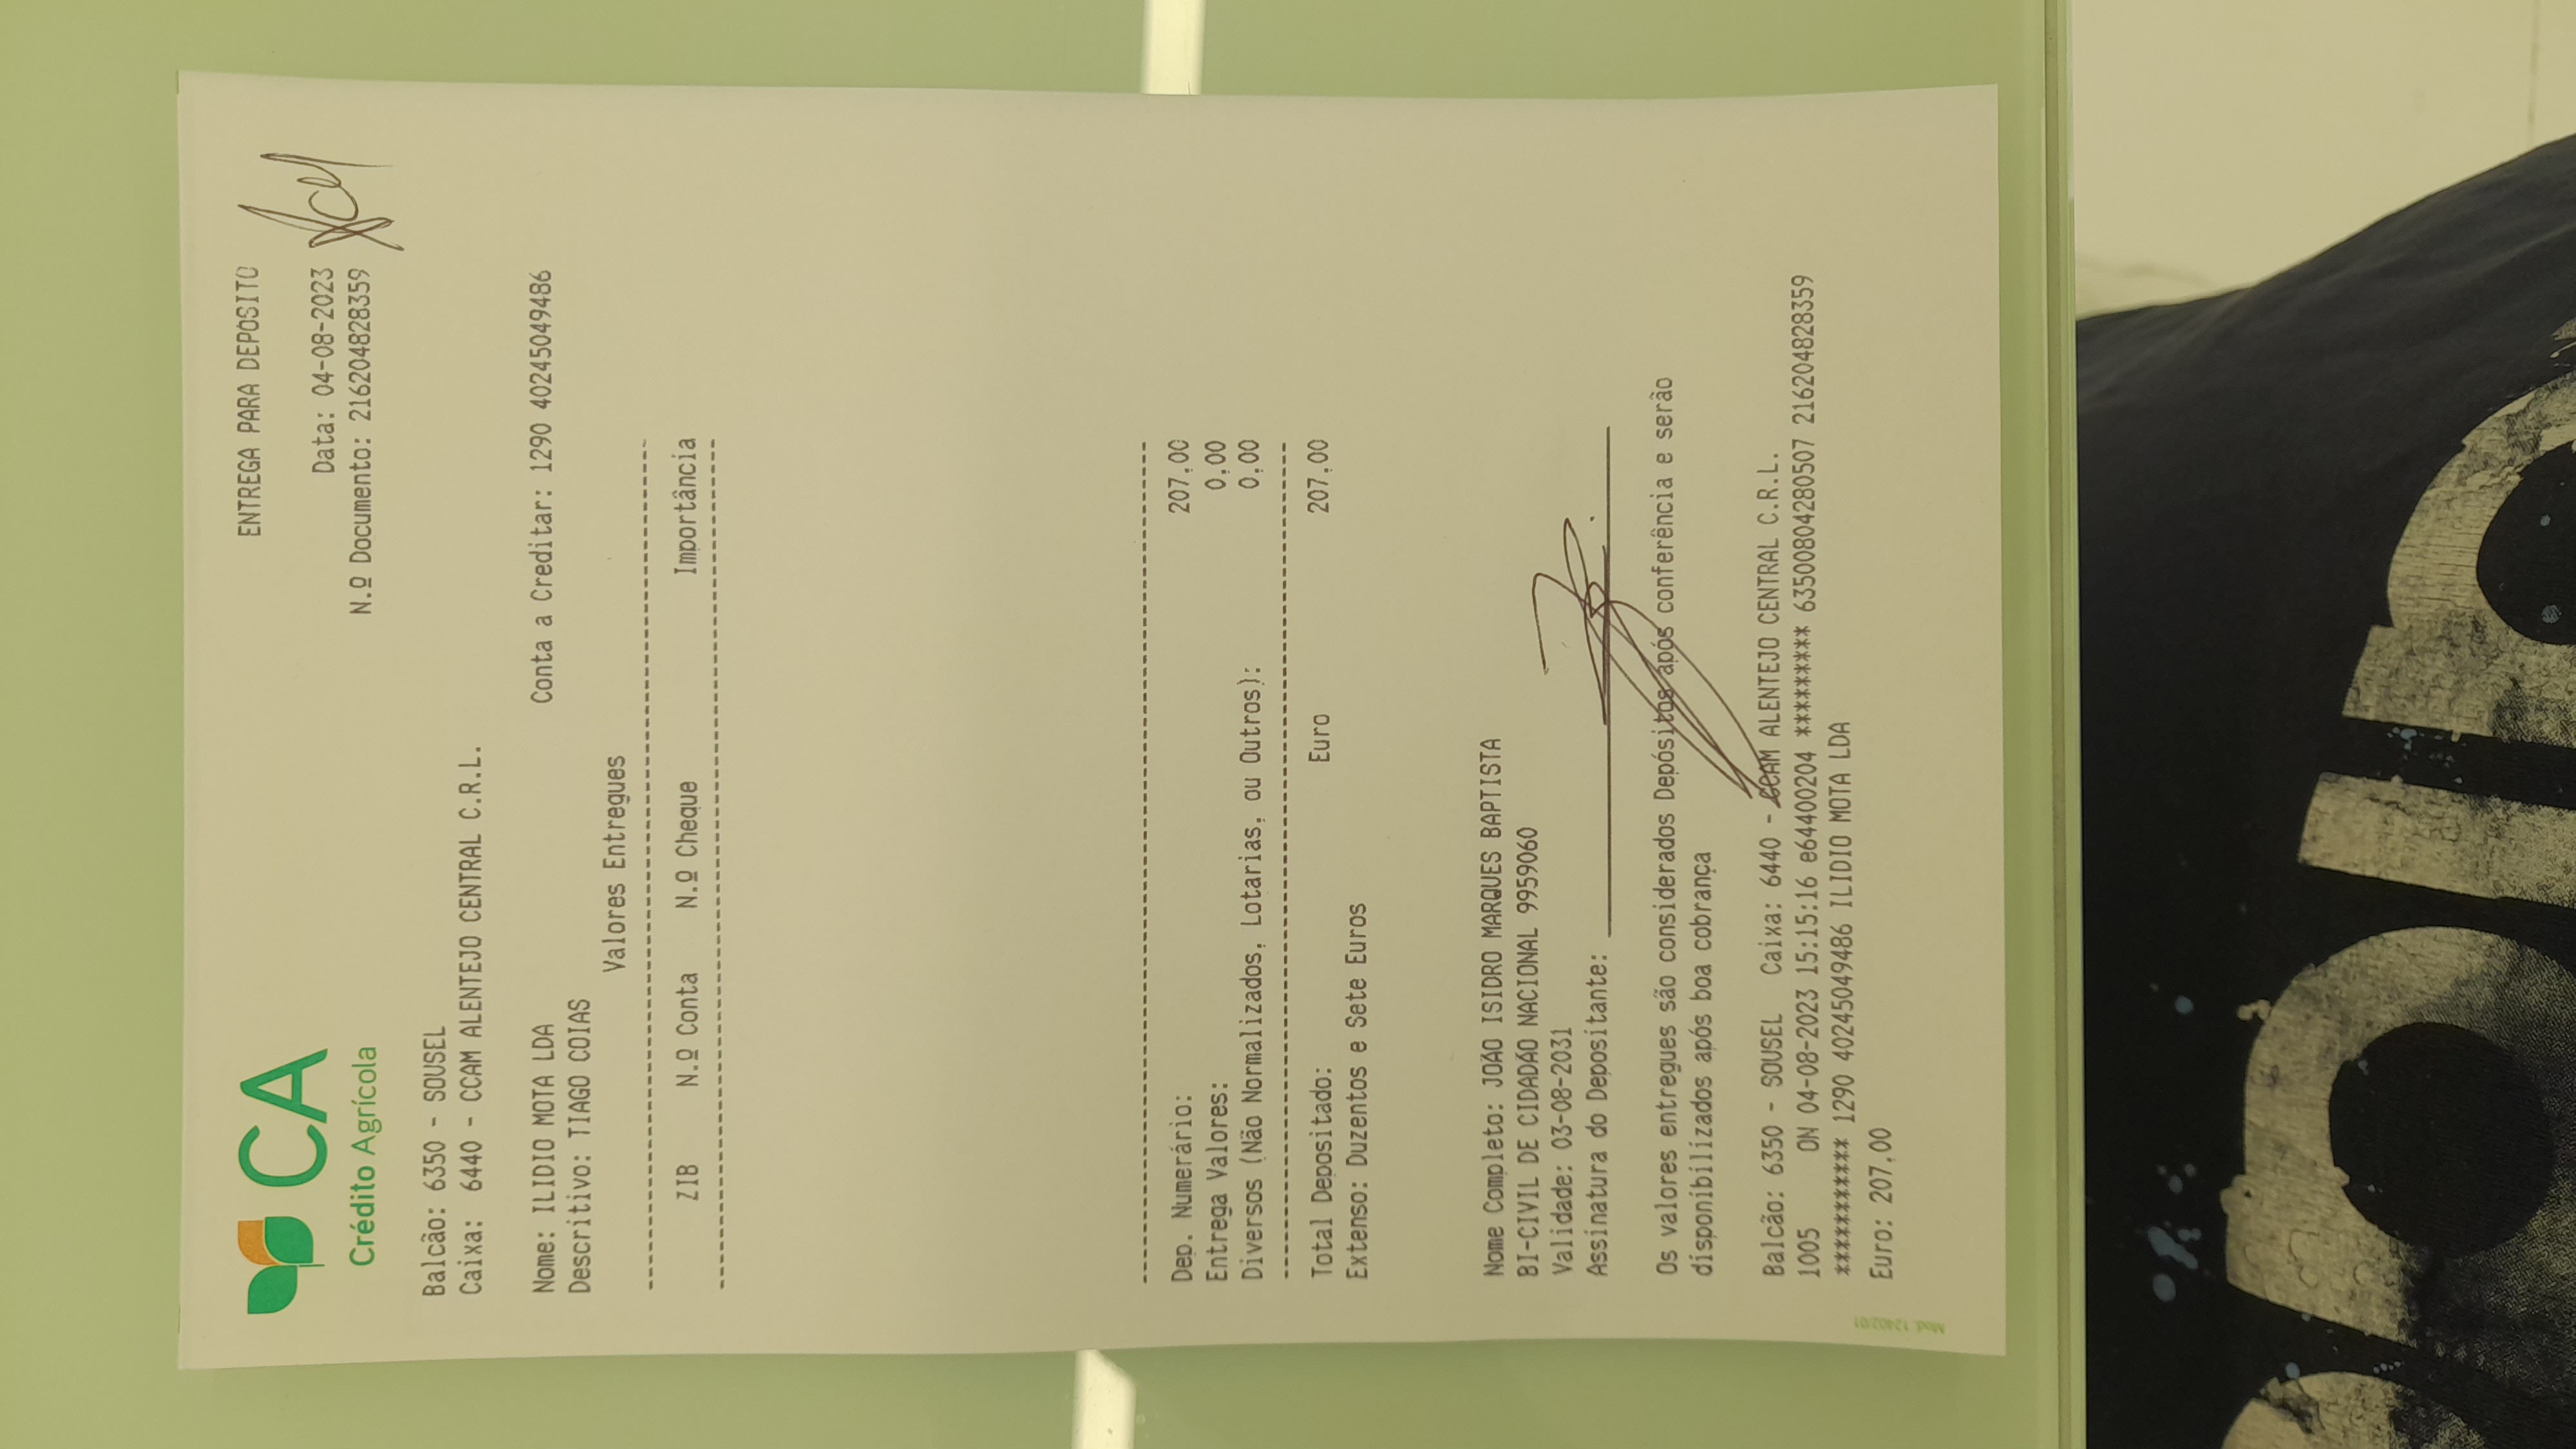 CA
Crédito Agrícola
ENTREGA PARA DEPOSITO
Data: 04-08-2023
N.º Documento: 216204828359
Balcão: 6350 - SOUSEL
Caixa: 6440 - CCAM ALENTEJO CENTRAL C.R.L.
Nome: ILIDIO MOTA LDA Conta a Creditar: 1290 40245049486
Descritivo: TIAGO COIAS
Valores Entregues
ZIB N.º Conta N.º Cheque Importância
Dep. Numerário: 207,00
Entrega Valores: 0,00
Diversos (Não Normalizados, Lotarias, ou Outros): 0,00
Total Depositado: Euro 207,00
Extenso: Duzentos e Sete Euros
Nome Completo: JOÃO ISIDRO MARQUES BAPTISTA
BI-CIVIL DE CIDADÃO NACIONAL 9959060
Validade: 03-08-2031
Assinatura do Depositante:
Os valores entregues são considerados Depósitos após conferência e serão
disponibilizados após boa cobrança
Balcão: 6350 - SOUSEL Caixa: 6440 - CCAM ALENTEJO CENTRAL C.R.L.
1005 ON 04-08-2023 15:15:16 e64400204 ******** 63500804280507 216204828359
********** 1290 40245049486 ILIDIO MOTA LDA
Euro: 207,00
Mod. 12402/01